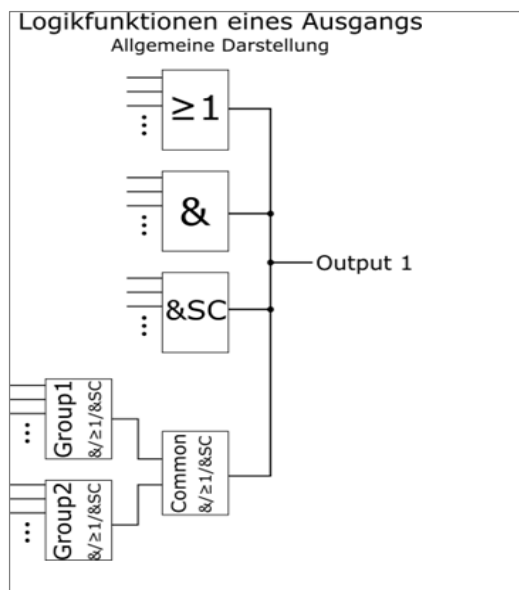 Logikfunktionen eines Ausgangs
Allgemeine Darstellung
≥1
&
Output 1
&SC
Group1
&/≥1/&SC
Common
&/≥1/&SC
Group2
&/≥1/&SC